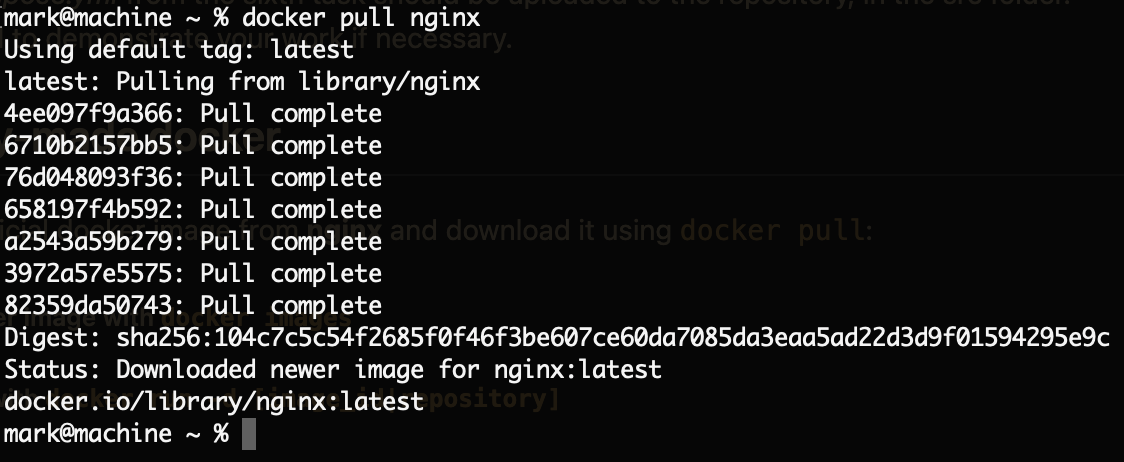 mark@machine ~ % docker pull nginx
Using default tag: latest
latest: Pulling from library/nginx
4ee097f9a366: Pull complete
6710b2157bb5: Pull complete
76d048093f36: Pull complete
658197f4b592: Pull complete
a2543a59b279: Pull complete
3972a57e5575: Pull complete
82359da50743: Pull complete
Digest: sha256:104c7c5c54f2685f0f46f3be607ce60da7085da3eaa5ad22d3d9f01594295e9c
Status: Downloaded newer image for nginx:latest
docker.io/library/nginx:latest
mark@machine ~ %